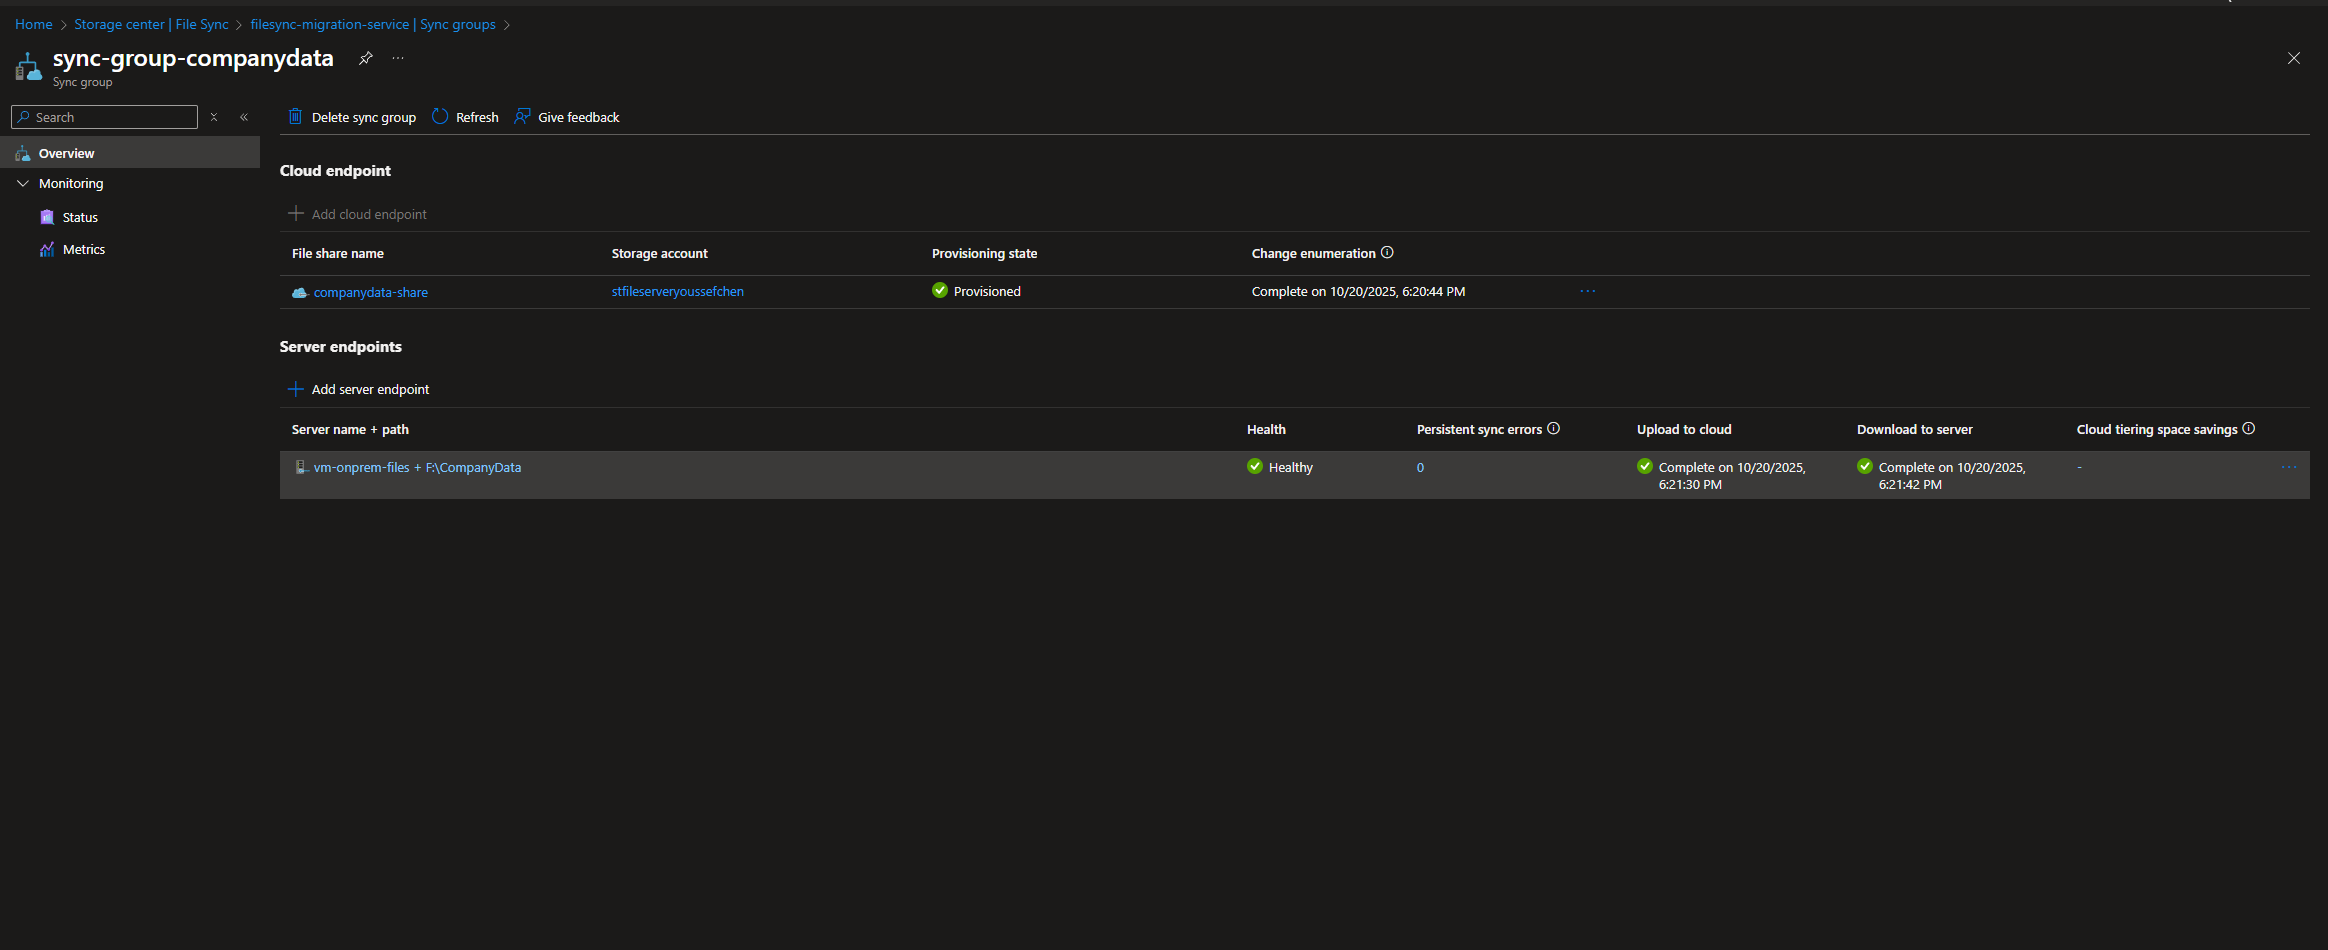 Home > Storage center | File Sync > filesync-migration-service | Sync groups >
sync-group-companydata
Sync group
Search
Delete sync group Refresh Give feedback
Overview
Monitoring
Status
Metrics
Cloud endpoint
Add cloud endpoint
File share name Storage account Provisioning state Change enumeration
companydata-share stfileserveryoussefchen Provisioned Complete on 10/20/2025, 6:20:44 PM
Server endpoints
Add server endpoint
Server name + path Health Persistent sync errors Upload to cloud Download to server Cloud tiering space savings
vm-onprem-files + F:\CompanyData Healthy 0 Complete on 10/20/2025, Complete on 10/20/2025, -
6:21:30 PM 6:21:42 PM